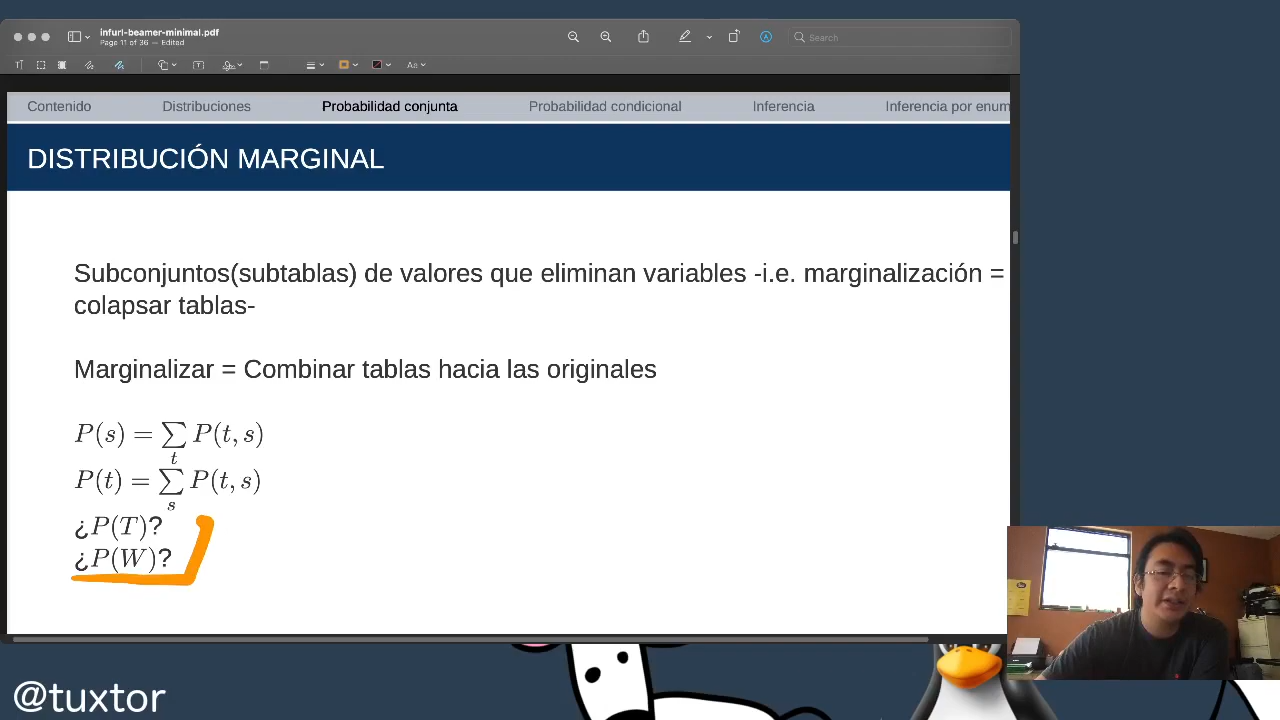 infurl-beamer-minimal.pdf
Page 11 of 36 — Edited
Search
Aa
Contenido Distribuciones Probabilidad conjunta Probabilidad condicional Inferencia Inferencia por enum
DISTRIBUCIÓN MARGINAL
Subconjuntos(subtablas) de valores que eliminan variables -i.e. marginalización =
colapsar tablas-
Marginalizar = Combinar tablas hacia las originales
P(s) = ∑ P(t, s)
t
P(t) = ∑ P(t, s)
s
¿P(T)?
¿P(W)?
@tuxtor